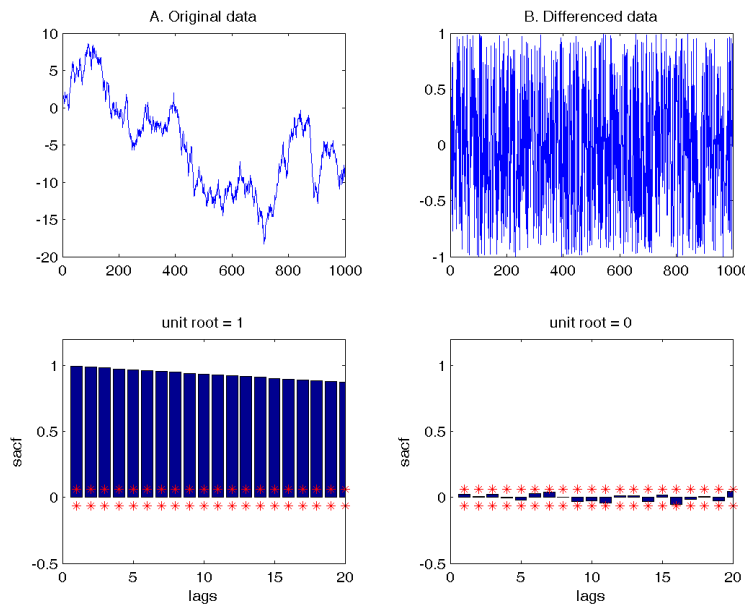 A. Original data
10
5
0
-5
-10
-15
-20
0 200 400 600 800 1000
B. Differenced data
1
0.5
0
-0.5
-1
0 200 400 600 800 1000
unit root = 1
1
0.5
0
-0.5
sacf
0 5 10 15 20
lags
unit root = 0
1
0.5
0
-0.5
sacf
0 5 10 15 20
lags